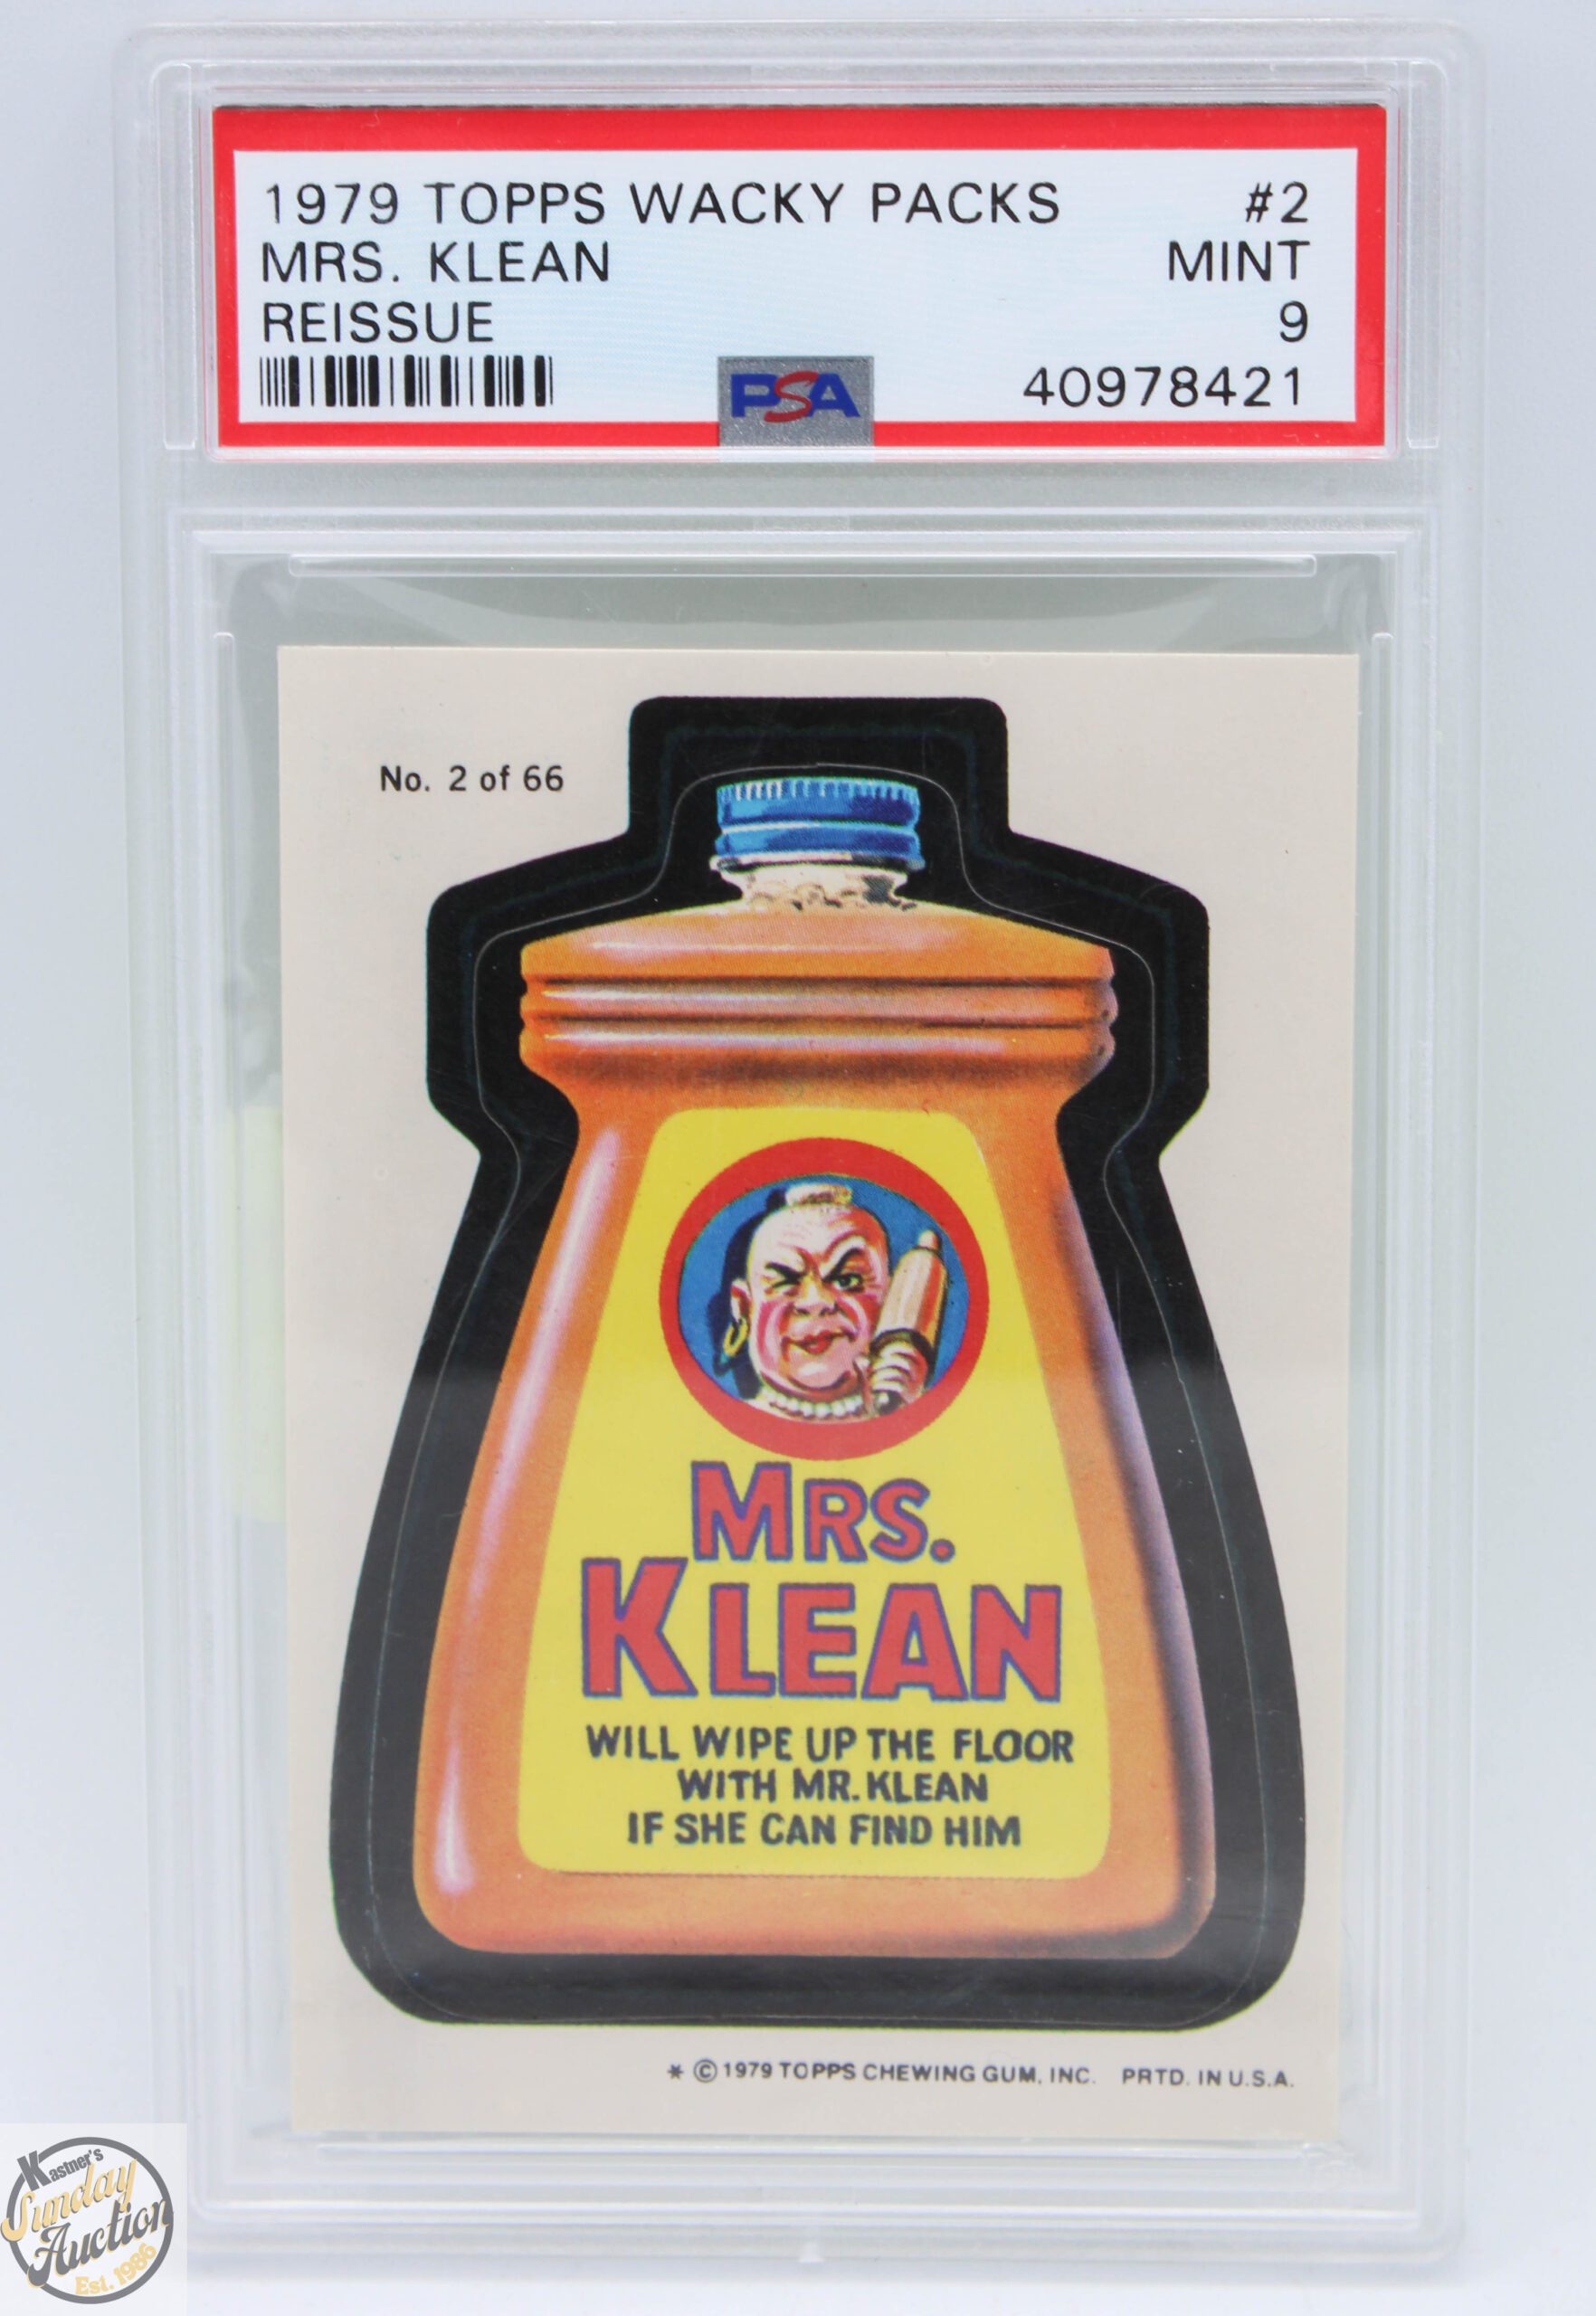 1979 TOPPS WACKY PACKS #2
MRS. KLEAN MINT
REISSUE 9
PSA 40978421
No. 2 of 66
MRS.
KLEAN
WILL WIPE UP THE FLOOR
WITH MR. KLEAN
IF SHE CAN FIND HIM
* © 1979 TOPPS CHEWING GUM, INC. PRTD. IN U.S.A.
Kastner's
Sunday
Auction
Est. 1986